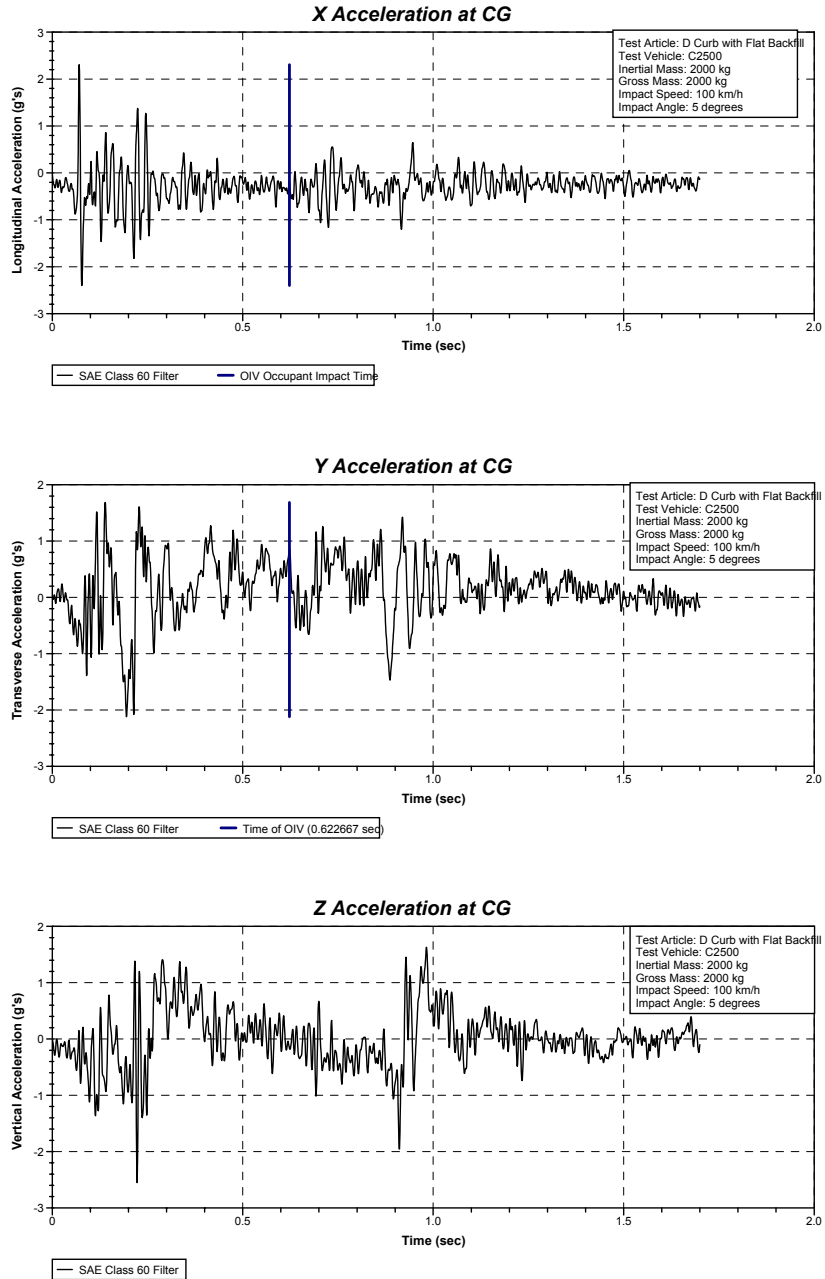 X Acceleration at CG
3
2
1
0
-1
-2
-3
Longitudinal Acceleration (g's)
Test Article: D Curb with Flat Backfill
Test Vehicle: C2500
Inertial Mass: 2000 kg
Gross Mass: 2000 kg
Impact Speed: 100 km/h
Impact Angle: 5 degrees
0 0.5 1.0 1.5 2.0
Time (sec)
SAE Class 60 Filter OIV Occupant Impact Time
Y Acceleration at CG
2
1
0
-1
-2
-3
Transverse Acceleration (g's)
Test Article: D Curb with Flat Backfill
Test Vehicle: C2500
Inertial Mass: 2000 kg
Gross Mass: 2000 kg
Impact Speed: 100 km/h
Impact Angle: 5 degrees
0 0.5 1.0 1.5 2.0
Time (sec)
SAE Class 60 Filter Time of OIV (0.622667 sec)
Z Acceleration at CG
2
1
0
-1
-2
-3
Vertical Acceleration (g's)
Test Article: D Curb with Flat Backfill
Test Vehicle: C2500
Inertial Mass: 2000 kg
Gross Mass: 2000 kg
Impact Speed: 100 km/h
Impact Angle: 5 degrees
0 0.5 1.0 1.5 2.0
Time (sec)
SAE Class 60 Filter